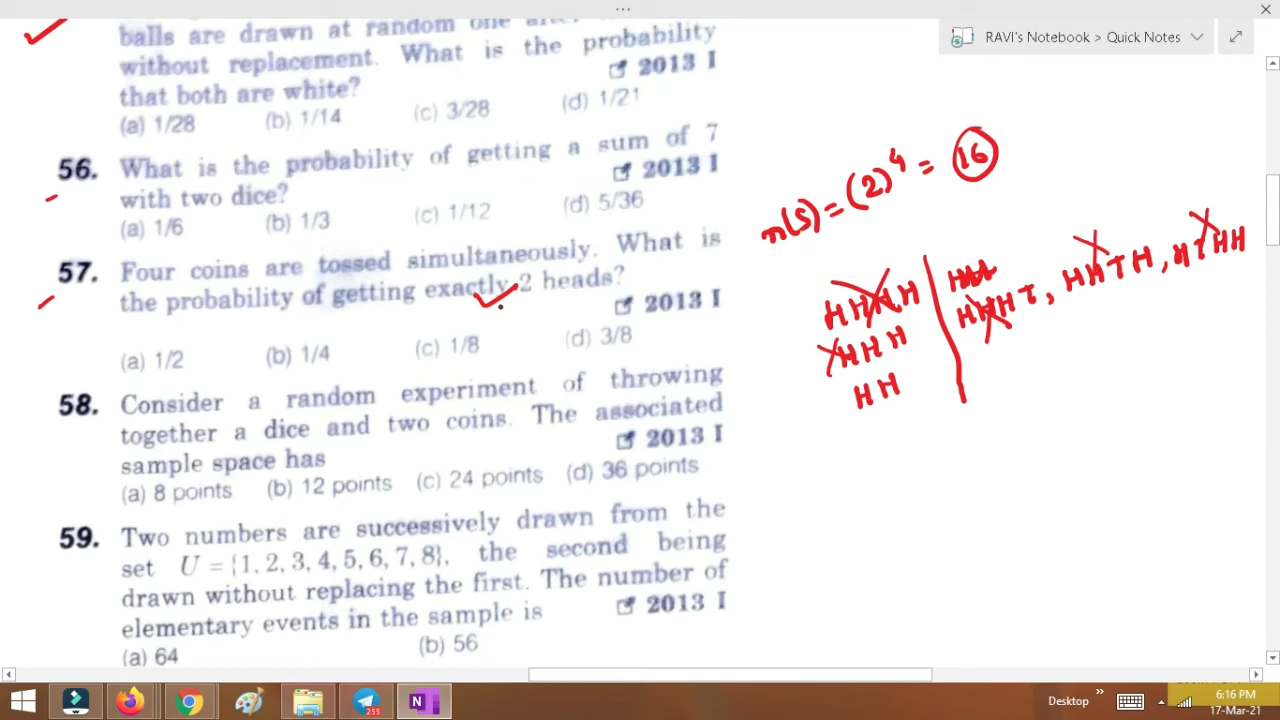 RAVI's Notebook > Quick Notes
balls are drawn at random one
without replacement. What is the probability
that both are white? 2013 I
(a) 1/28 (b) 1/14 (c) 3/28 (d) 1/21
56. What is the probability of getting a sum of 7
with two dice? 2013 I
(a) 1/6 (b) 1/3 (c) 1/12 (d) 5/36
57. Four coins are tossed simultaneously. What is
the probability of getting exactly 2 heads?
2013 I
(a) 1/2 (b) 1/4 (c) 1/8 (d) 3/8
58. Consider a random experiment of throwing
together a dice and two coins. The associated
sample space has 2013 I
(a) 8 points (b) 12 points (c) 24 points (d) 36 points
59. Two numbers are successively drawn from the
set U = {1, 2, 3, 4, 5, 6, 7, 8}, the second being
drawn without replacing the first. The number of
elementary events in the sample is 2013 I
(a) 64 (b) 56
n(S) = (2)^4 = 16
HHHH
HHH
HH
HHHT, HHTH, HTHH
255
Desktop
6:16 PM
17-Mar-21